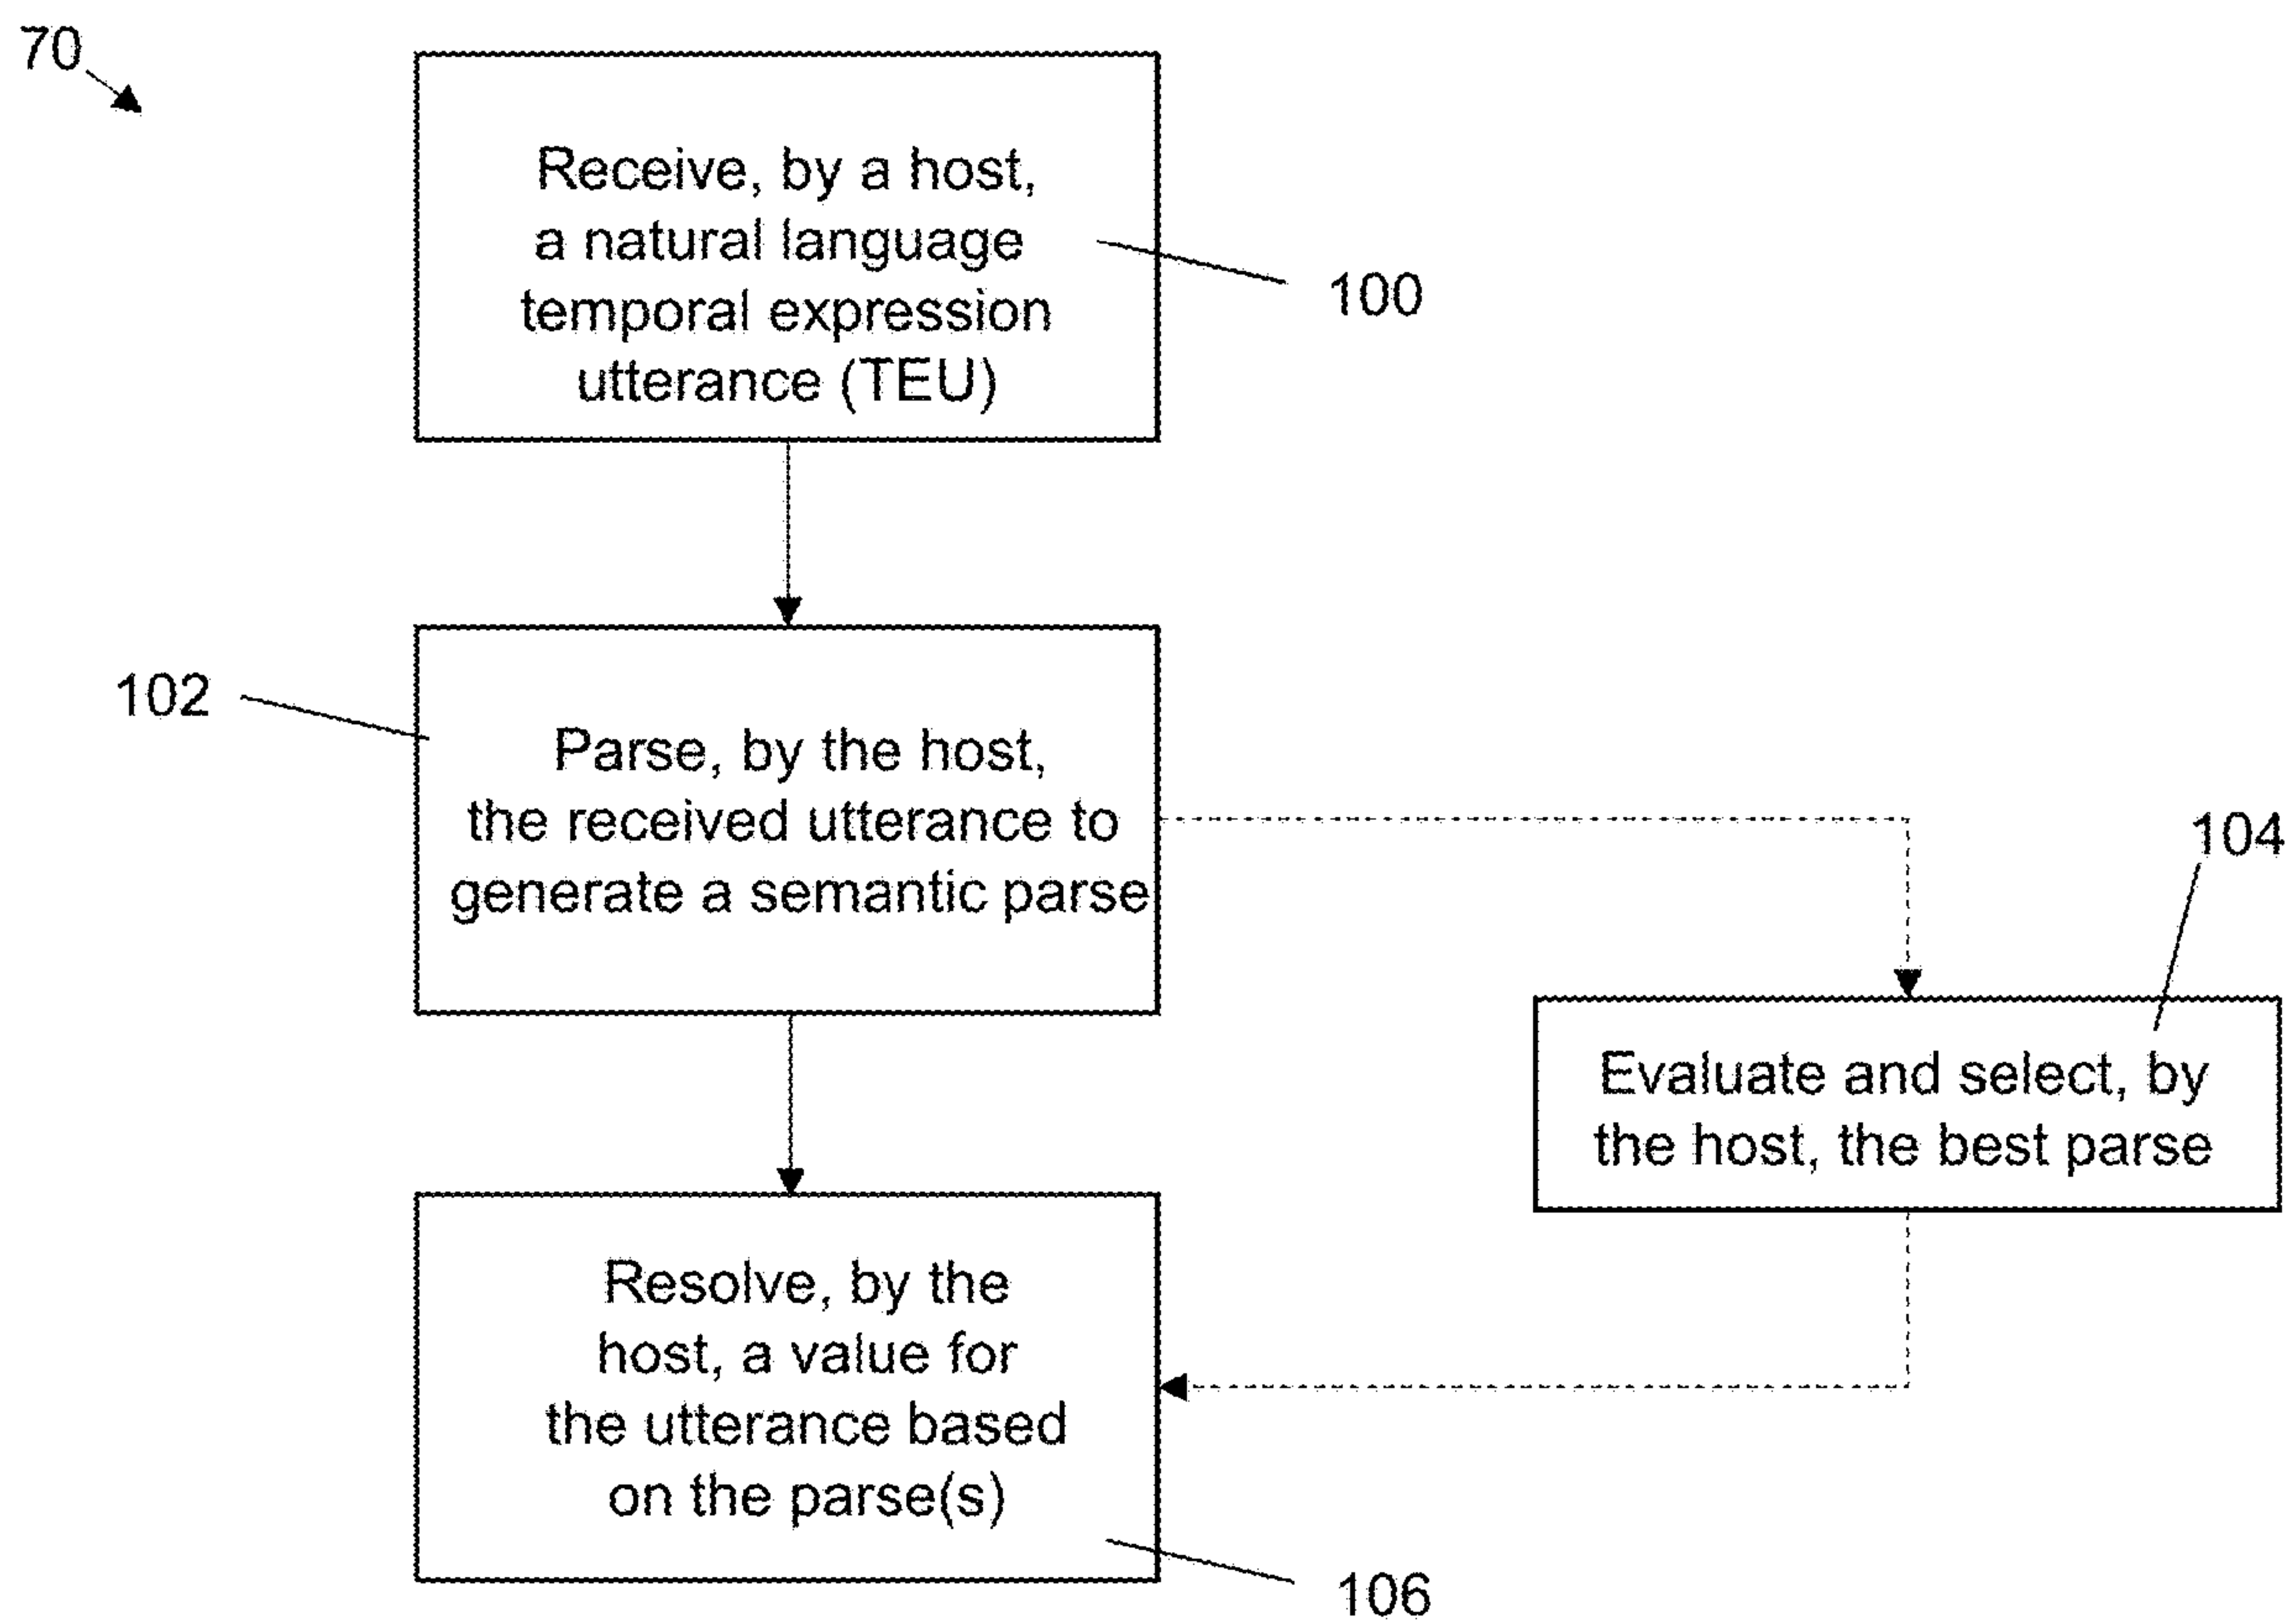 70
Receive, by a host,
a natural language
temporal expression
utterance (TEU)
100
102
Parse, by the host,
the received utterance to
generate a semantic parse
104
Evaluate and select, by
the host, the best parse
Resolve, by the
host, a value for
the utterance based
on the parse(s)
106